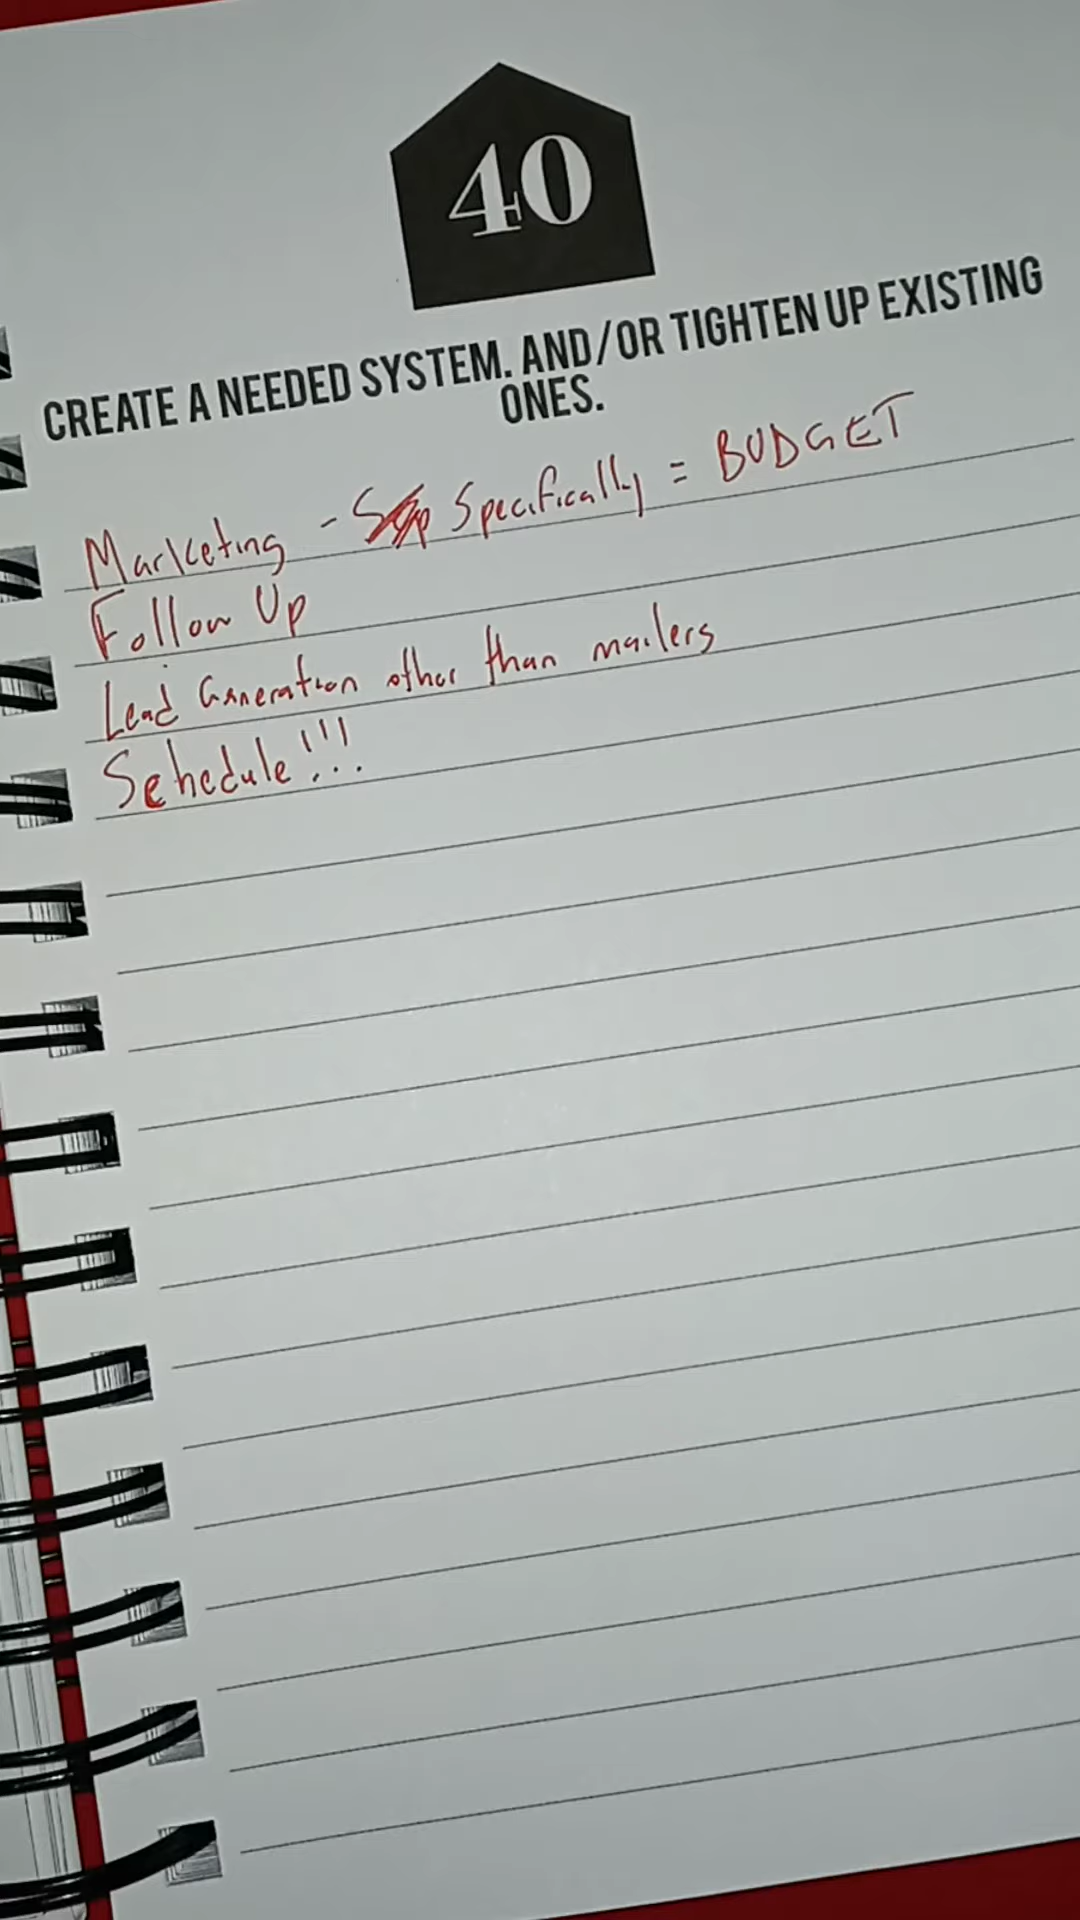 40
CREATE A NEEDED SYSTEM. AND/OR TIGHTEN UP EXISTING
ONES.
Marketing - Specifically = BUDGET
Follow Up
Lead Generation other than mailers
Schedule!!!